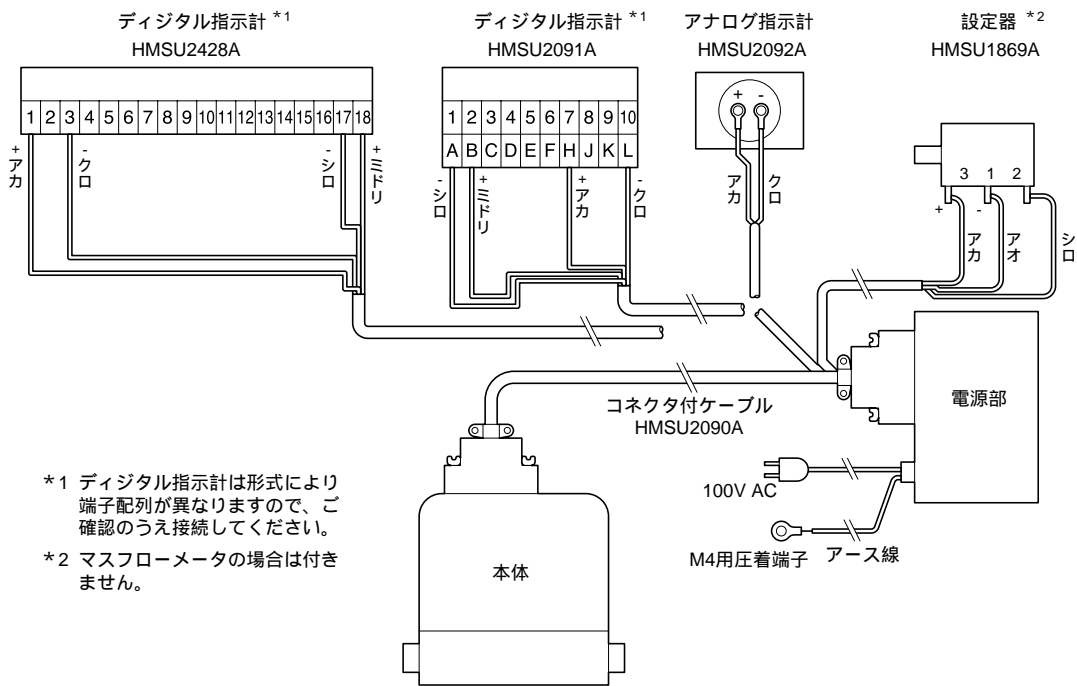 ディジタル指示計 *1
HMSU2428A
1 2 3 4 5 6 7 8 9 10 11 12 13 14 15 16 17 18
+アカ
-クロ
-シロ
+ミドリ
ディジタル指示計 *1
HMSU2091A
1 2 3 4 5 6 7 8 9 10
A B C D E F H J K L
-シロ
+ミドリ
+アカ
-クロ
アナログ指示計
HMSU2092A
+ -
アカ
クロ
設定器 *2
HMSU1869A
3 1 2
+ -
アカ
アオ
シロ
コネクタ付ケーブル
HMSU2090A
電源部
100V AC
M4用圧着端子
アース線
本体
*1 ディジタル指示計は形式により
端子配列が異なりますので、ご
確認のうえ接続してください。
*2 マスフローメータの場合は付き
ません。